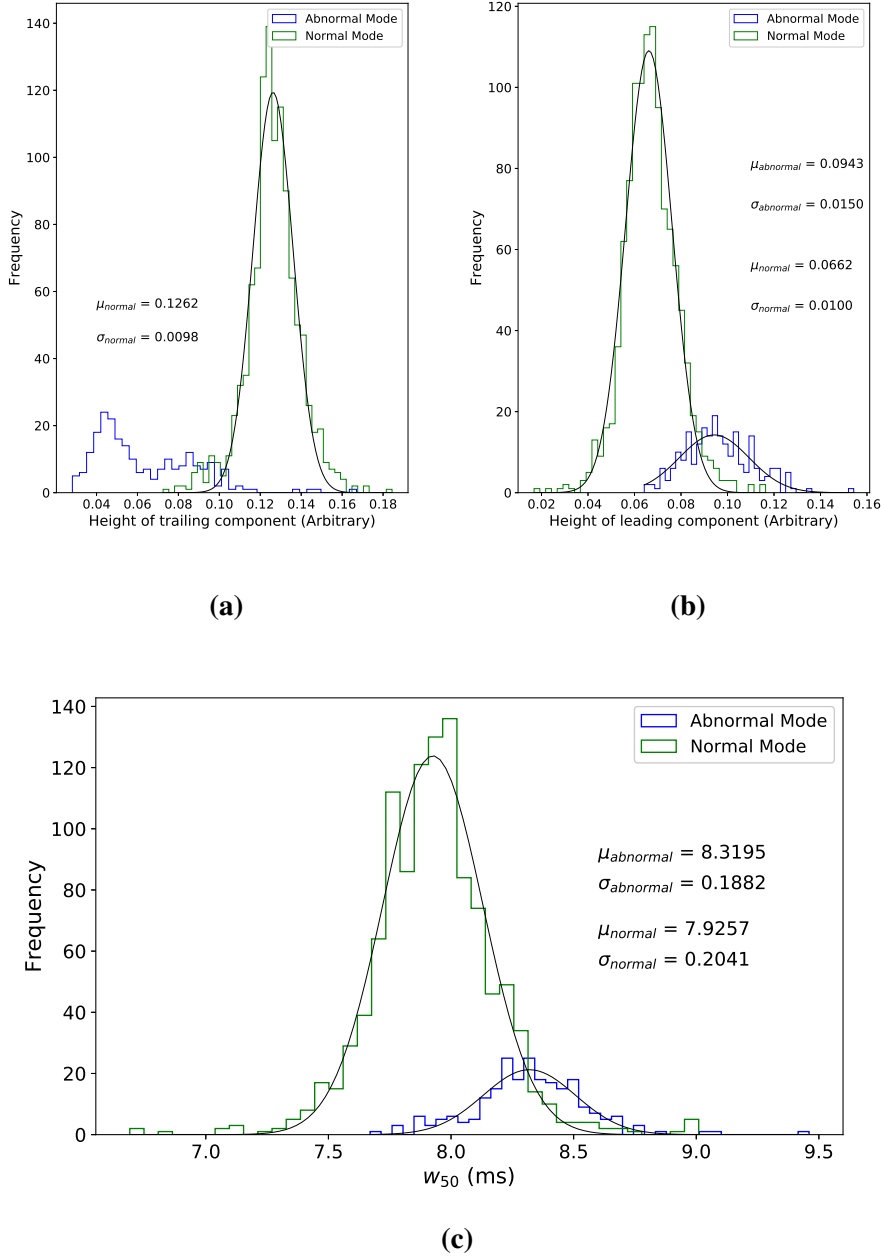 140
120
100
80
60
40
20
0
Frequency
Abnormal Mode
Normal Mode
μnormal = 0.1262
σnormal = 0.0098
0.04 0.06 0.08 0.10 0.12 0.14 0.16 0.18
Height of trailing component (Arbitrary)
(a)
100
80
60
40
20
0
Frequency
Abnormal Mode
Normal Mode
μabnormal = 0.0943
σabnormal = 0.0150
μnormal = 0.0662
σnormal = 0.0100
0.02 0.04 0.06 0.08 0.10 0.12 0.14 0.16
Height of leading component (Arbitrary)
(b)
140
120
100
80
60
40
20
0
Frequency
Abnormal Mode
Normal Mode
μabnormal = 8.3195
σabnormal = 0.1882
μnormal = 7.9257
σnormal = 0.2041
7.0 7.5 8.0 8.5 9.0 9.5
w50 (ms)
(c)